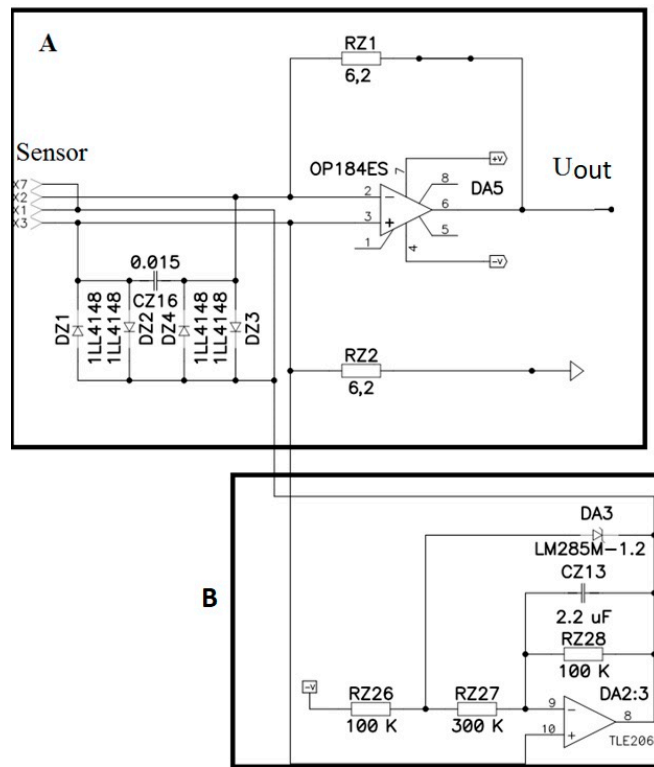 A
RZ1
6,2
Sensor
OP184ES
7
+V
8
DA5
Uout
X7
X2
X1
X3
2
−
6
3
+
1
4
5
-V
0.015
CZ16
DZ1
1LL4148
1LL4148
DZ2
DZ4
1LL4148
1LL4148
DZ3
RZ2
6,2
B
DA3
LM285M-1.2
CZ13
2.2 uF
RZ28
100 K
-V
RZ26
100 K
RZ27
300 K
DA2:3
9
−
8
10
+
TLE206